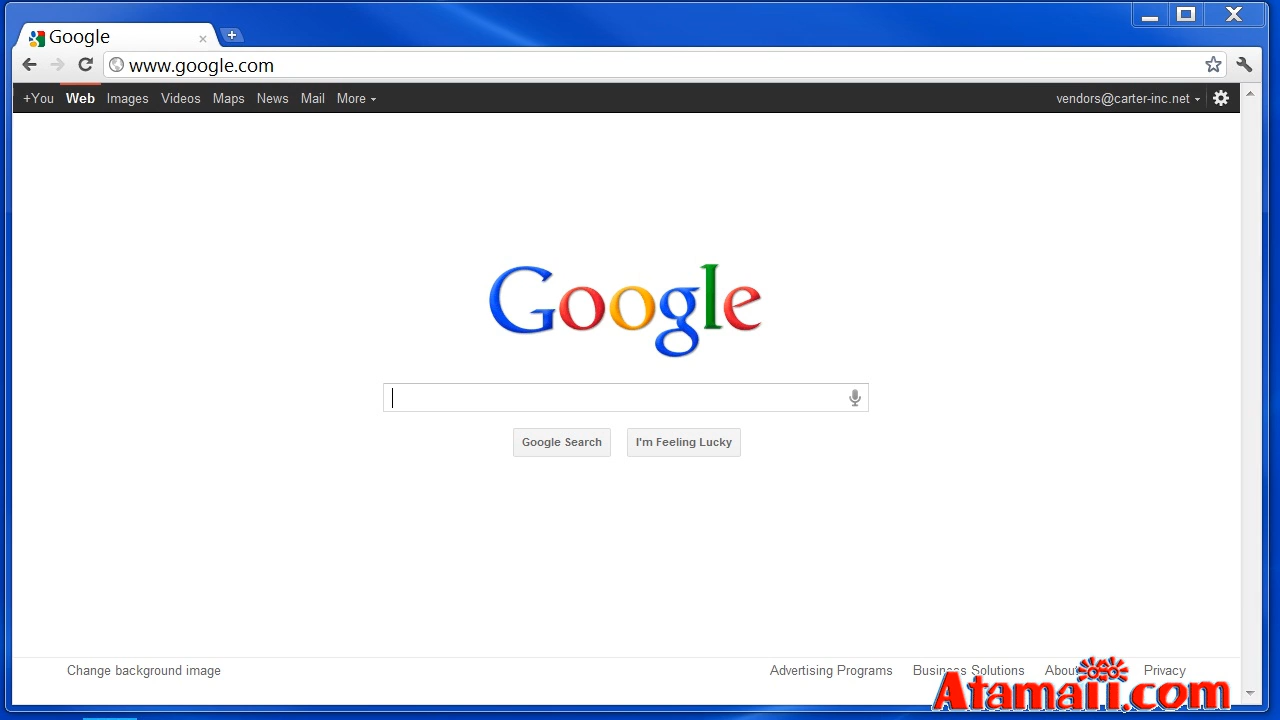 Google
www.google.com
+You Web Images Videos Maps News Mail More vendors@carter-inc.net
Google
Google Search I'm Feeling Lucky
Change background image Advertising Programs Business Solutions About Privacy
Atamaii.com